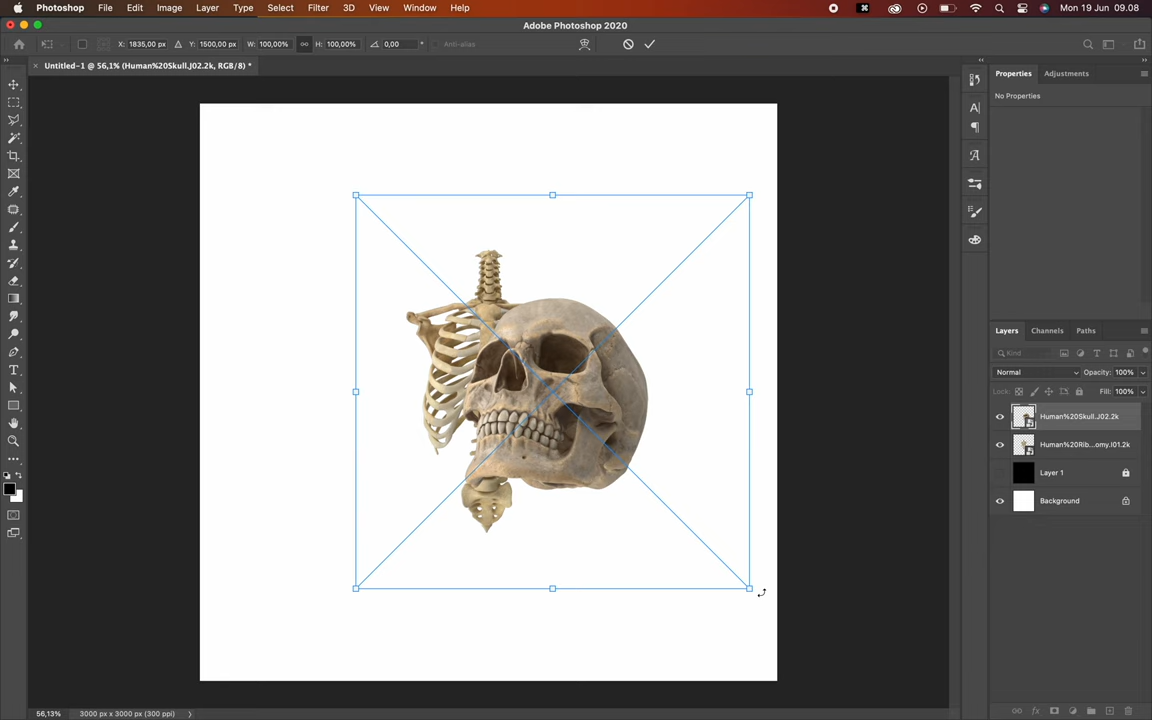 Photoshop File Edit Image Layer Type Select Filter 3D View Window Help Mon 19 Jun 09.08
Adobe Photoshop 2020
X: 1835,00 px Y: 1500,00 px W: 100,00% H: 100,00% 0,00 ° Anti-alias
× Untitled-1 @ 56,1% (Human%20Skull.J02.2k, RGB/8) *
Properties Adjustments
No Properties
Layers Channels Paths
Kind
Normal Opacity: 100%
Lock: Fill: 100%
Human%20Skull.J02.2k
Human%20Rib...omy.I01.2k
Layer 1
Background
56,13% 3000 px x 3000 px (300 ppi)